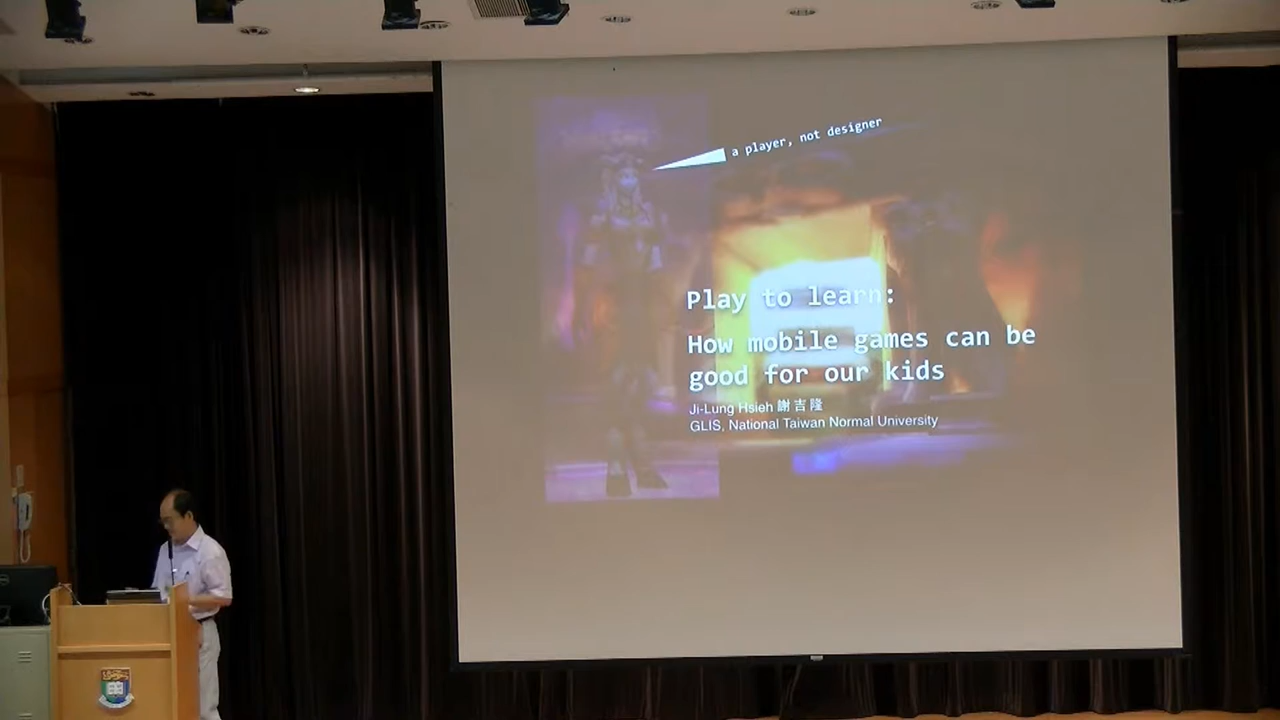 a player, not designer
Play to learn:
How mobile games can be
good for our kids
Ji-Lung Hsieh 謝吉隆
GLIS, National Taiwan Normal University